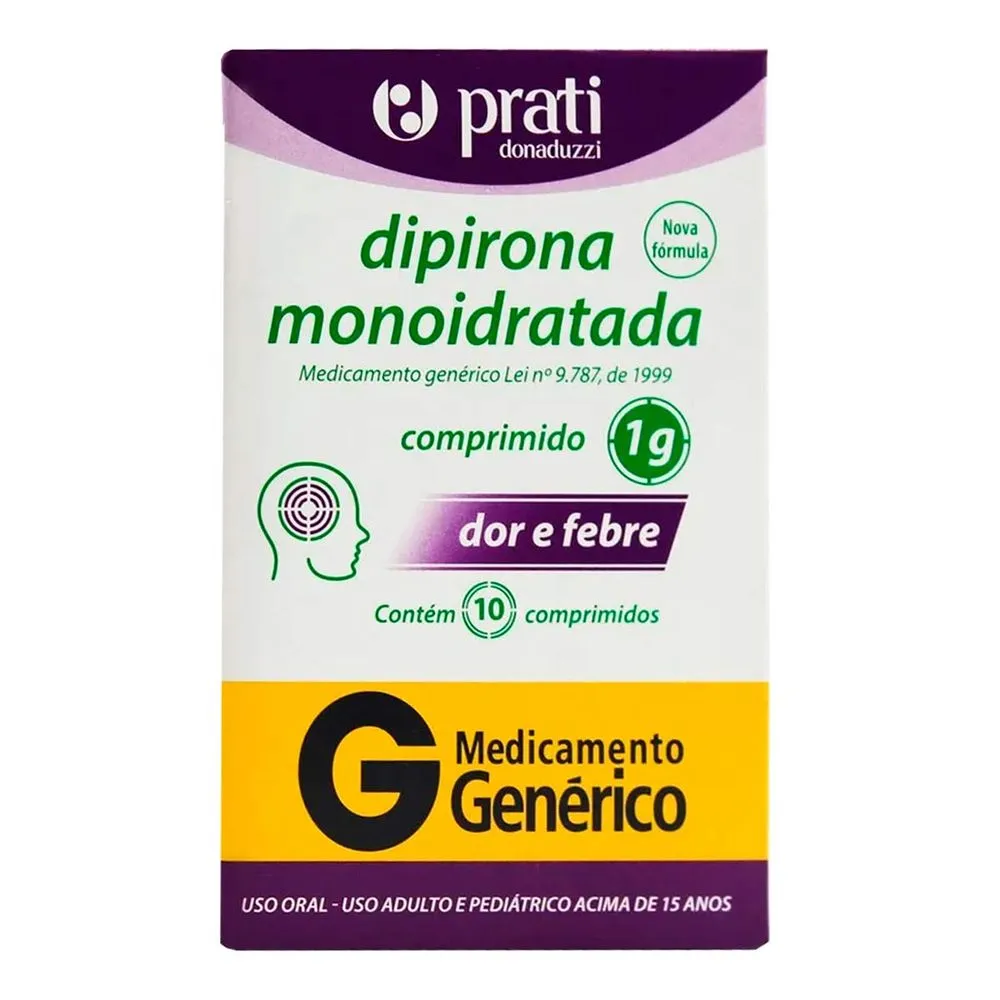 prati
donaduzzi
dipirona
monoidratada
Nova
fórmula
Medicamento genérico Lei nº 9.787, de 1999
comprimido 1g
dor e febre
Contém 10 comprimidos
G Medicamento
Genérico
USO ORAL - USO ADULTO E PEDIÁTRICO ACIMA DE 15 ANOS